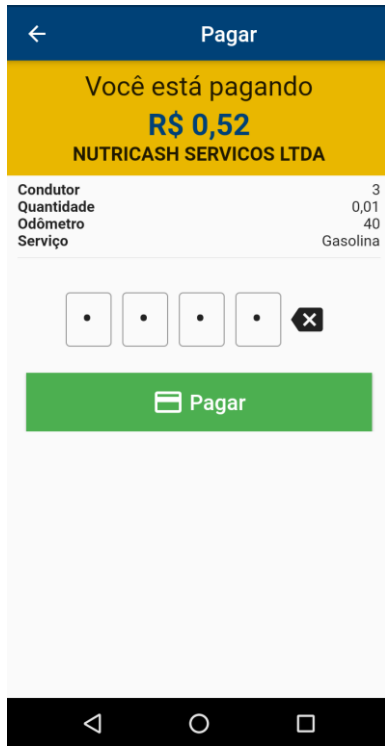 Pagar
Você está pagando
R$ 0,52
NUTRICASH SERVICOS LTDA
Condutor 3
Quantidade 0,01
Odômetro 40
Serviço Gasolina
Pagar